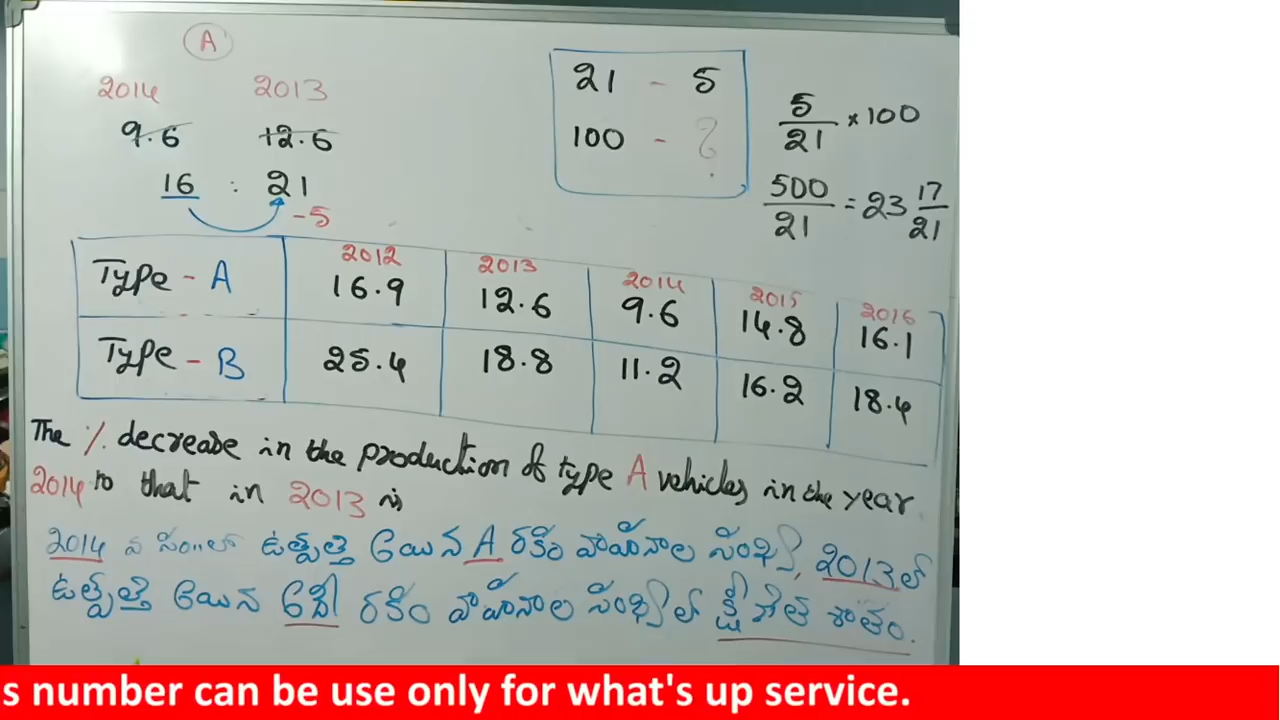 A
2014 2013
9.6 12.6
16 : 21
-5
21 - 5
100 - ?
5/21 × 100
500/21 = 23 17/21
2012 2013 2014 2015 2016
Type - A 16.9 12.6 9.6 14.8 16.1
Type - B 25.4 18.8 11.2 16.2 18.4
The % decrease in the production of type A vehicles in the year
2014 to that in 2013 is
2014 వ సం॥లో ఉత్పత్తి అయిన A రకం వాహనాల సంఖ్య, 2013లో
ఉత్పత్తి అయిన అదే రకం వాహనాల సంఖ్యలో క్షీణత శాతం.
s number can be use only for what's up service.